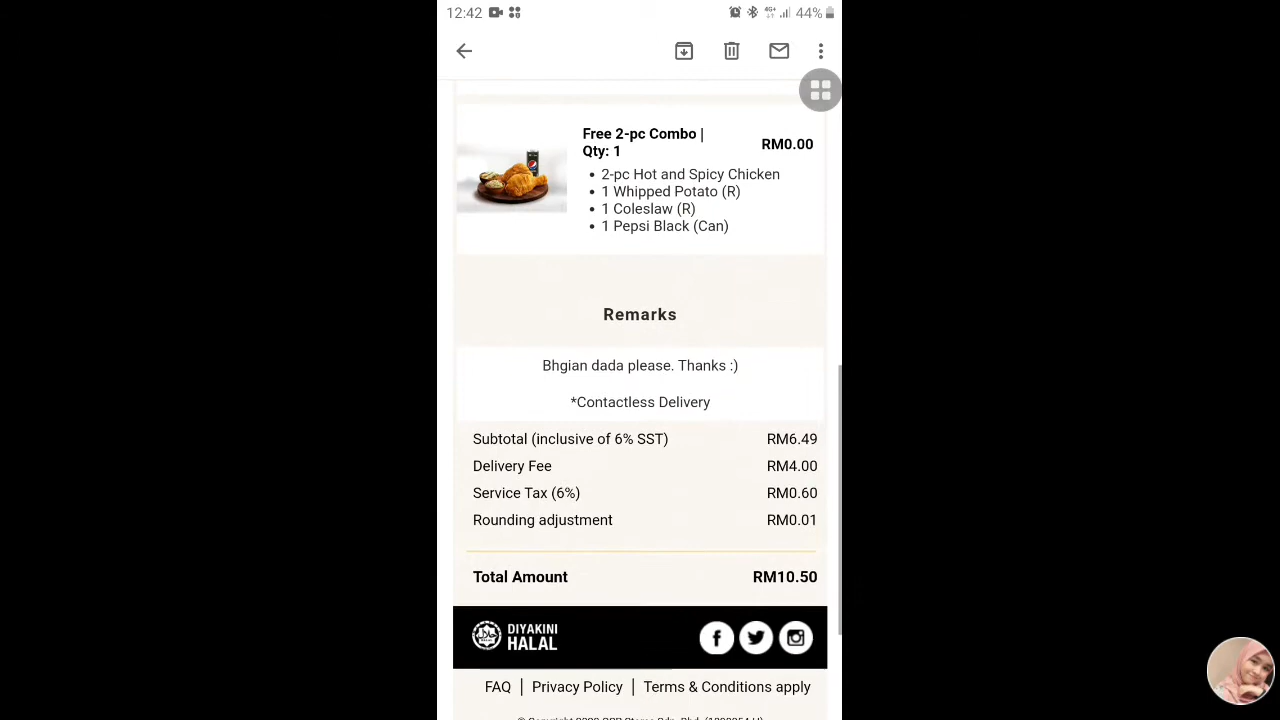 12:42
4G+
44%
Free 2-pc Combo |
Qty: 1
RM0.00
• 2-pc Hot and Spicy Chicken
• 1 Whipped Potato (R)
• 1 Coleslaw (R)
• 1 Pepsi Black (Can)
Remarks
Bhgian dada please. Thanks :)
*Contactless Delivery
Subtotal (inclusive of 6% SST) RM6.49
Delivery Fee RM4.00
Service Tax (6%) RM0.60
Rounding adjustment RM0.01
Total Amount RM10.50
DIYAKINI
HALAL
FAQ | Privacy Policy | Terms & Conditions apply